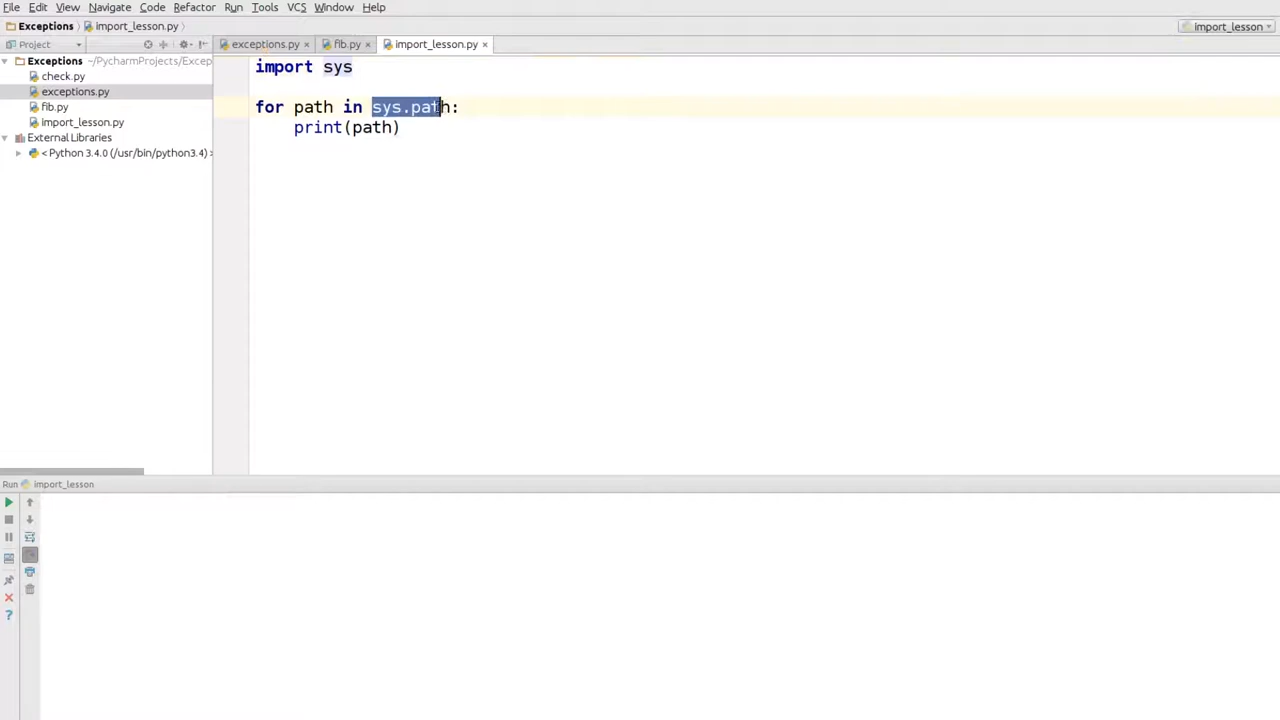 File Edit View Navigate Code Refactor Run Tools VCS Window Help
Exceptions import_lesson.py import_lesson
Project exceptions.py fib.py import_lesson.py
Exceptions ~/PycharmProjects/Excep
check.py
exceptions.py
fib.py
import_lesson.py
External Libraries
< Python 3.4.0 (/usr/bin/python3.4) >
import sys
for path in sys.path:
print(path)
Run import_lesson